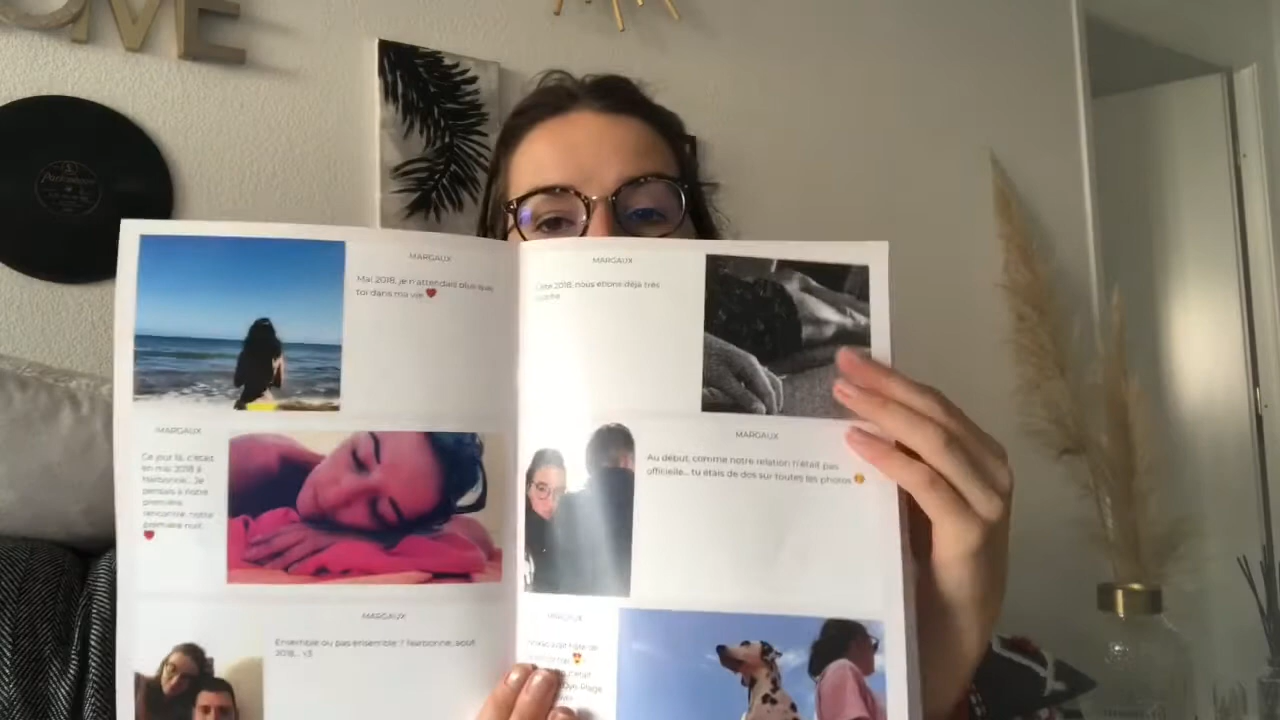 OVE
Parlophone
MARGAUX
Mai 2018, je n'attendais plus que
toi dans ma vie ❤️
MARGAUX
Ce jour là, c'était
en mai 2018 à
Narbonne... Je
pensais à notre
première
rencontre, notre
première nuit.
❤️
MARGAUX
Ensemble ou pas ensemble ? Narbonne, août
2018... <3
MARGAUX
2018, nous étions déjà très
MARGAUX
Au début, comme notre relation n'était pas
officielle... tu étais de dos sur toutes les photos
MARGAUX
Plage